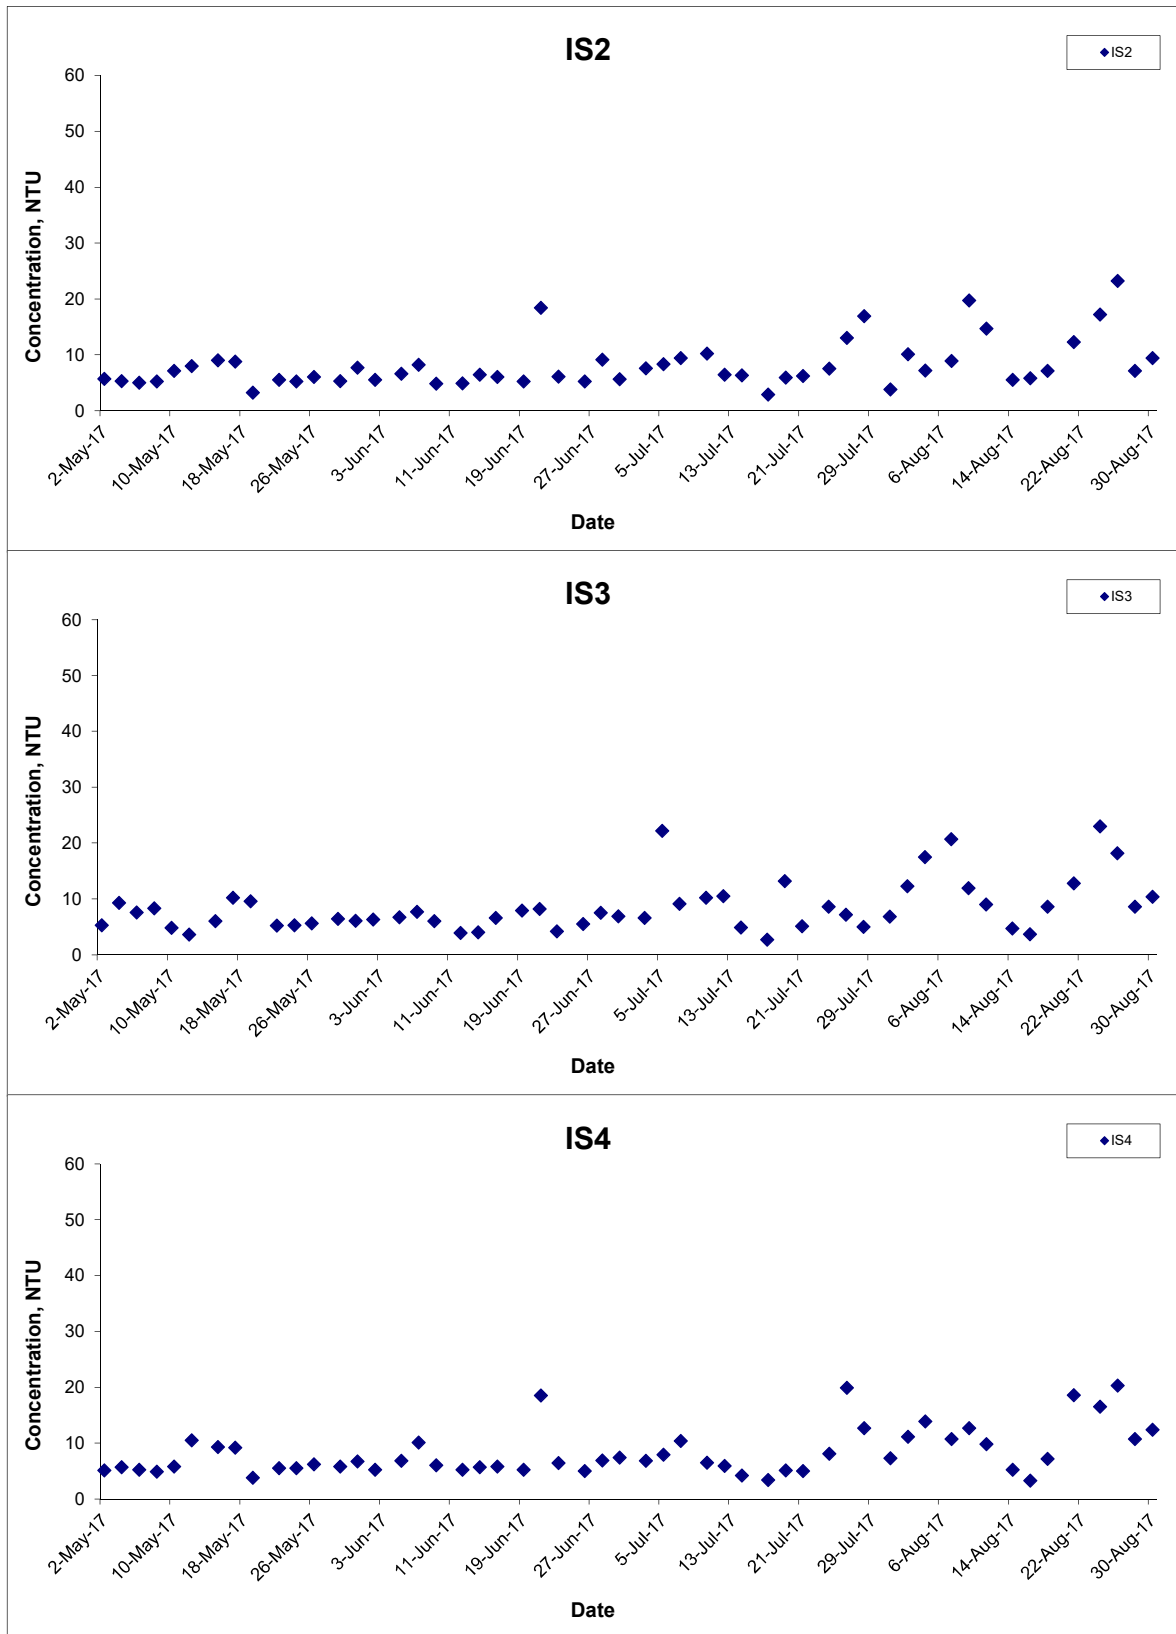 IS2
IS2
60
50
40
30
20
10
0
Concentration, NTU
2-May-17
10-May-17
18-May-17
26-May-17
3-Jun-17
11-Jun-17
19-Jun-17
27-Jun-17
5-Jul-17
13-Jul-17
21-Jul-17
29-Jul-17
6-Aug-17
14-Aug-17
22-Aug-17
30-Aug-17
Date
IS3
IS3
60
50
40
30
20
10
0
Concentration, NTU
2-May-17
10-May-17
18-May-17
26-May-17
3-Jun-17
11-Jun-17
19-Jun-17
27-Jun-17
5-Jul-17
13-Jul-17
21-Jul-17
29-Jul-17
6-Aug-17
14-Aug-17
22-Aug-17
30-Aug-17
Date
IS4
IS4
60
50
40
30
20
10
0
Concentration, NTU
2-May-17
10-May-17
18-May-17
26-May-17
3-Jun-17
11-Jun-17
19-Jun-17
27-Jun-17
5-Jul-17
13-Jul-17
21-Jul-17
29-Jul-17
6-Aug-17
14-Aug-17
22-Aug-17
30-Aug-17
Date